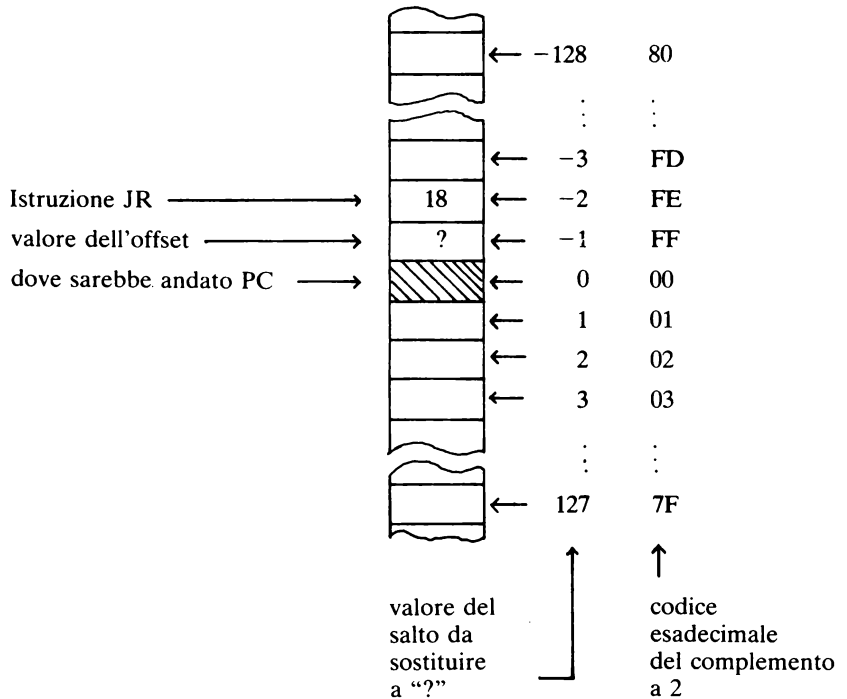 −128 80
−3 FD
Istruzione JR 18 −2 FE
valore dell'offset ? −1 FF
dove sarebbe andato PC 0 00
1 01
2 02
3 03
127 7F
valore del
salto da
sostituire
a “?”
codice
esadecimale
del complemento
a 2